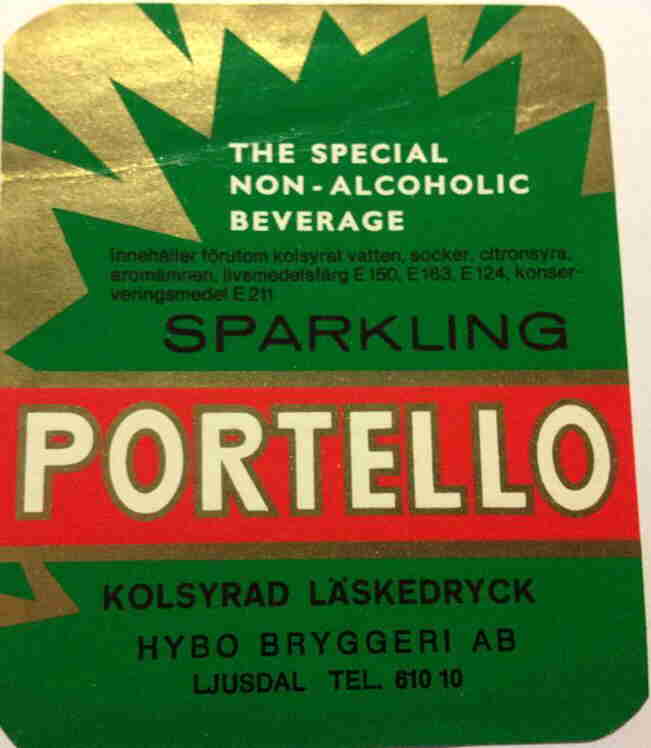 THE SPECIAL
NON-ALCOHOLIC
BEVERAGE
Innehåller förutom kolsyrat vatten, socker, citronsyra,
aromämnen, livsmedelsfärg E 150, E 163, E 124, konser-
veringsmedel E 211
SPARKLING
PORTELLO
KOLSYRAD LÄSKEDRYCK
HYBO BRYGGERI AB
LJUSDAL TEL. 610 10